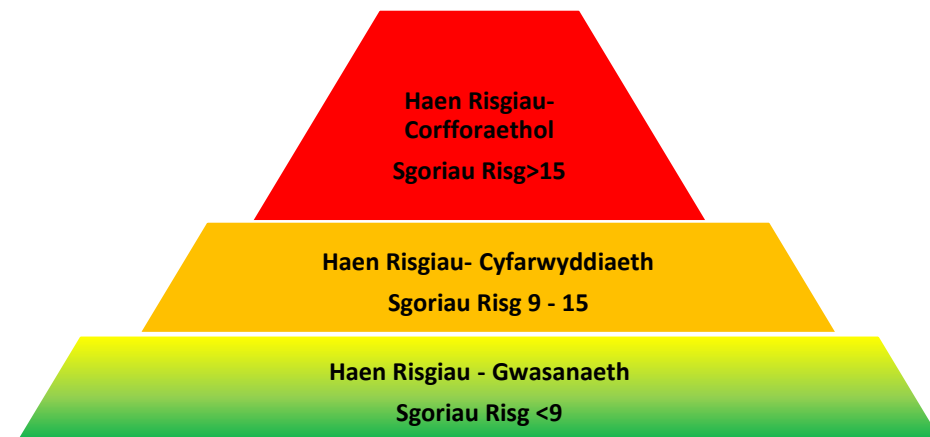 Haen Risgiau-
Corfforaethol
Sgoriau Risg>15
Haen Risgiau- Cyfarwyddiaeth
Sgoriau Risg 9 - 15
Haen Risgiau - Gwasanaeth
Sgoriau Risg <9